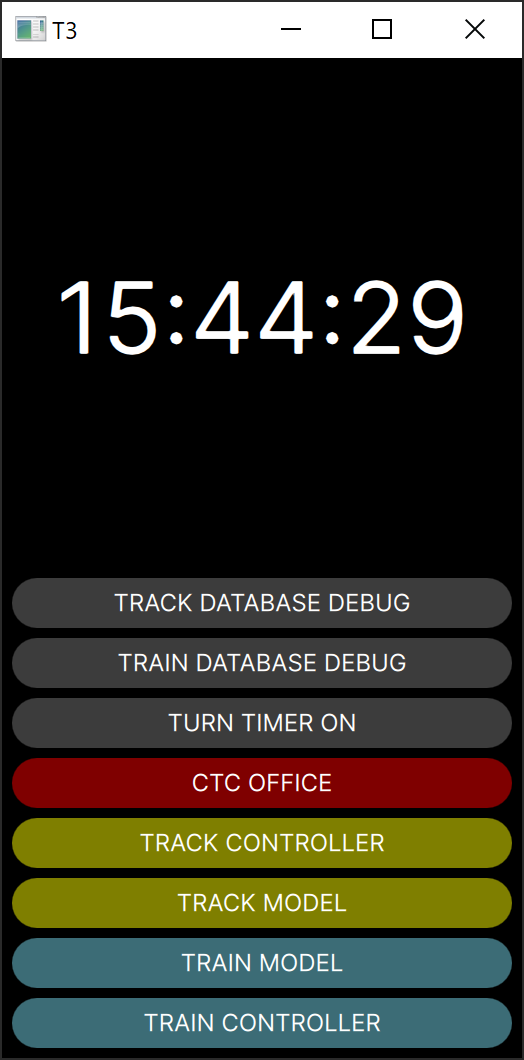 T3
15:44:29
TRACK DATABASE DEBUG
TRAIN DATABASE DEBUG
TURN TIMER ON
CTC OFFICE
TRACK CONTROLLER
TRACK MODEL
TRAIN MODEL
TRAIN CONTROLLER